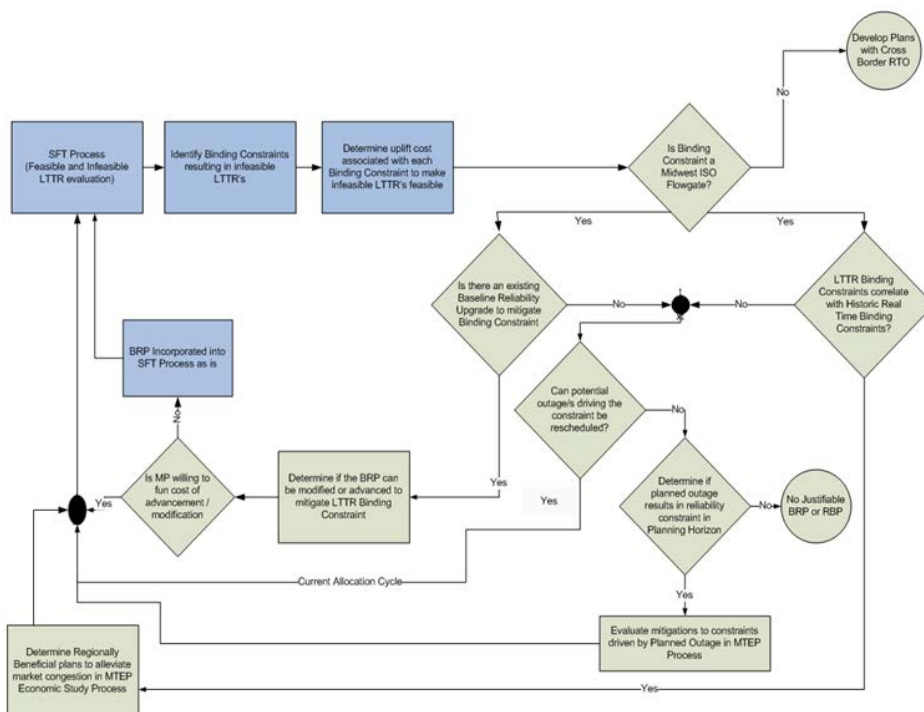 Develop Plans
with Cross
Border RTO
No
SFT Process
(Feasible and Infeasible
LTTR evaluation)
Identify Binding Constraints
resulting in infeasible
LTTR's
Determine uplift cost
associated with each
Binding Constraint to make
infeasible LTTR's feasible
Is Binding
Constraint a
Midwest ISO
Flowgate?
Yes
Yes
Is there an existing
Baseline Reliability
Upgrade to mitigate
Binding Constraint
No
No
LTTR Binding
Constraints correlate
with Historic Real
Time Binding
Constraints?
BRP Incorporated into
SFT Process as is
Can potential
outage/s driving the
constraint be
rescheduled?
No
No
Is MP willing to
fun cost of
advancement /
modification
Yes
Determine if the BRP can
be modified or advanced to
mitigate LTTR Binding
Constraint
Yes
Yes
Determine if
planned outage
results in reliability
constraint in
Planning Horizon
No
No Justifiable
BRP or RBP
Current Allocation Cycle
Yes
Evaluate mitigations to constraints
driven by Planned Outage in MTEP
Process
Determine Regionally
Beneficial plans to alleviate
market congestion in MTEP
Economic Study Process
Yes